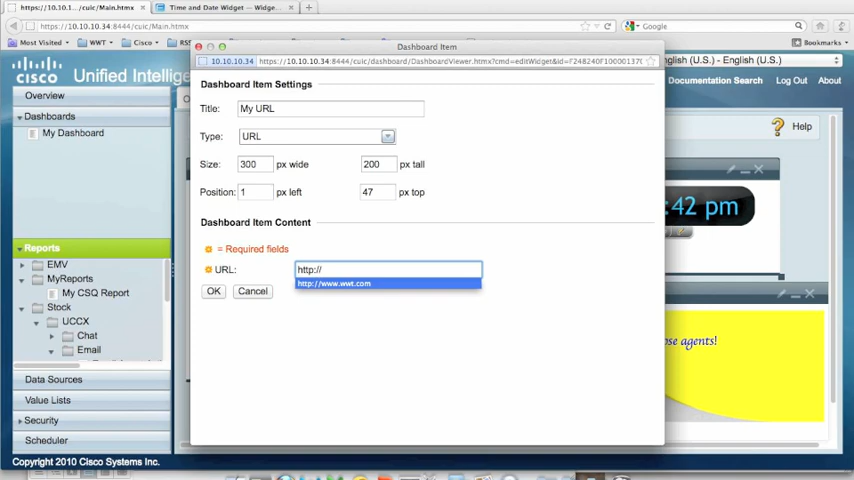 https://10.10.1.../cuic/Main.htmx
Time and Date Widget -- Widge...
https://10.10.10.34:8444/cuic/Main.htmx
Google
Most Visited
WWT
Cisco
RSS
Bookmarks
Dashboard Item
10.10.10.34
https://10.10.10.34:8444/cuic/dashboard/DashboardViewer.htmx?cmd=editWidget&id=F248240F10000137
CISCO
Unified Intellige
English (U.S.) - English (U.S.)
Documentation Search
Log Out
About
Overview
Dashboards
My Dashboard
Help
Dashboard Item Settings
Title:
My URL
Type:
URL
Size:
300
px wide
200
px tall
Position:
1
px left
47
px top
:42 pm
Dashboard Item Content
= Required fields
URL:
http://
http://www.wwt.com
OK
Cancel
Reports
EMV
MyReports
My CSQ Report
Stock
UCCX
Chat
Email
ose agents!
Data Sources
Value Lists
Security
Scheduler
Copyright 2010 Cisco Systems Inc.